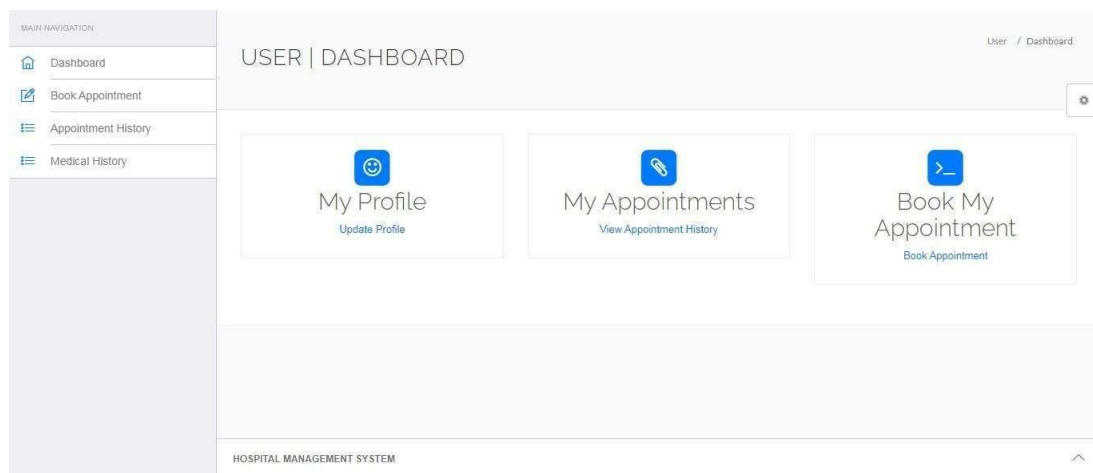 MAIN NAVIGATION
Dashboard
Book Appointment
Appointment History
Medical History
USER | DASHBOARD
User / Dashboard
My Profile
Update Profile
My Appointments
View Appointment History
Book My
Appointment
Book Appointment
HOSPITAL MANAGEMENT SYSTEM